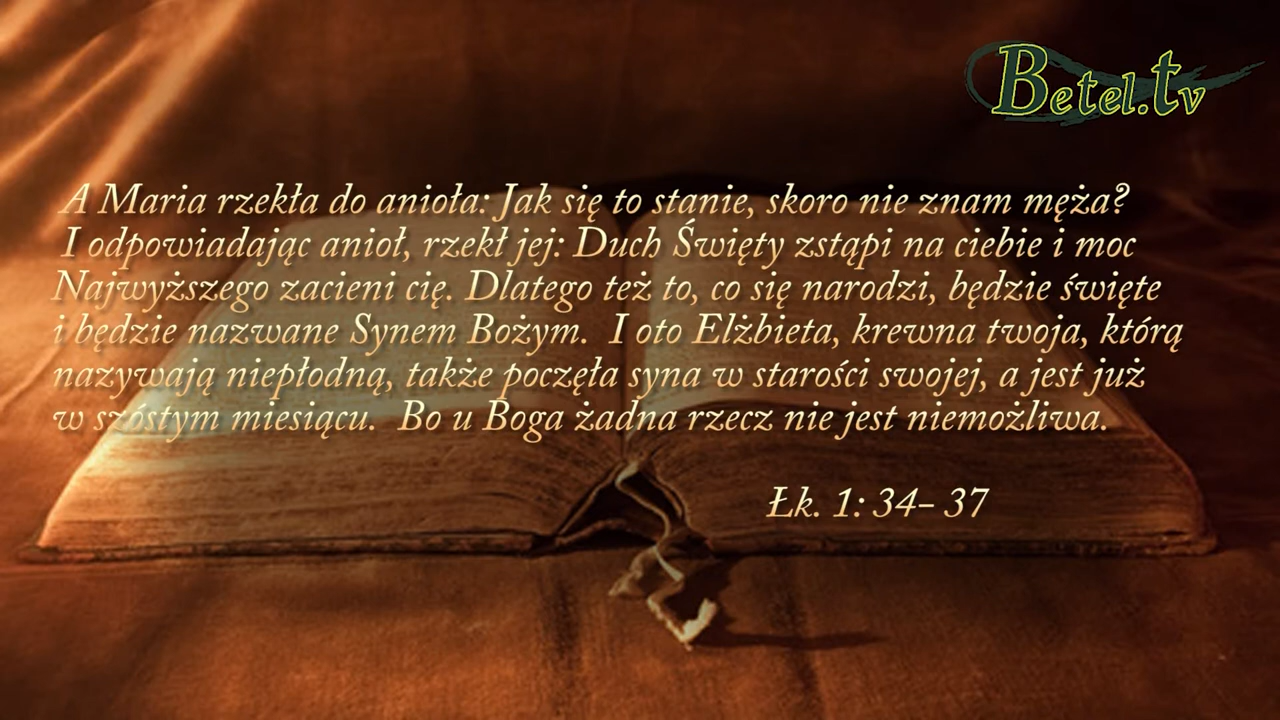 Betel.tv
A Maria rzekła do anioła: Jak się to stanie, skoro nie znam męża?
I odpowiadając anioł, rzekł jej: Duch Święty zstąpi na ciebie i moc
Najwyższego zacieni cię. Dlatego też to, co się narodzi, będzie święte
i będzie nazwane Synem Bożym. I oto Elżbieta, krewna twoja, którą
nazywają niepłodną, także poczęła syna w starości swojej, a jest już
w szóstym miesiącu. Bo u Boga żadna rzecz nie jest niemożliwa.
Łk. 1: 34- 37